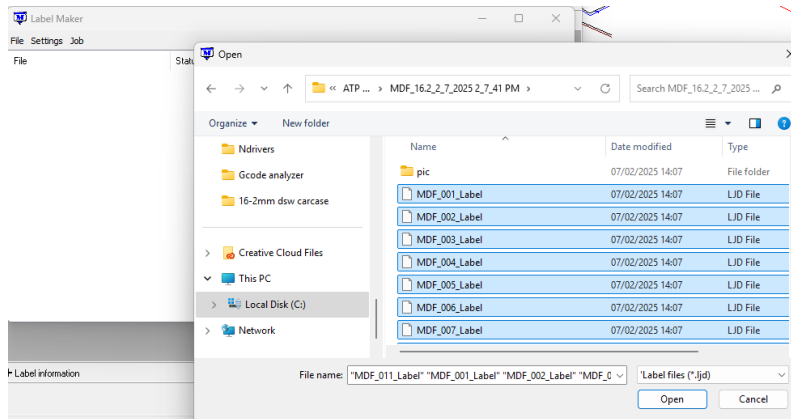 Label Maker
File Settings Job
File
Open
ATP ... MDF_16.2_2_7_2025 2_7_41 PM
Search MDF_16.2_2_7_2025 ...
Organize New folder
Name Date modified Type
Ndrivers
Gcode analyzer
16-2mm dsw carcase
Creative Cloud Files
This PC
Local Disk (C:)
Network
pic 07/02/2025 14:07 File folder
MDF_001_Label 07/02/2025 14:07 LJD File
MDF_002_Label 07/02/2025 14:07 LJD File
MDF_003_Label 07/02/2025 14:07 LJD File
MDF_004_Label 07/02/2025 14:07 LJD File
MDF_005_Label 07/02/2025 14:07 LJD File
MDF_006_Label 07/02/2025 14:07 LJD File
MDF_007_Label 07/02/2025 14:07 LJD File
Label information
File name: "MDF_011_Label" "MDF_001_Label" "MDF_002_Label" "MDF_0
'Label files (*.ljd)
Open Cancel